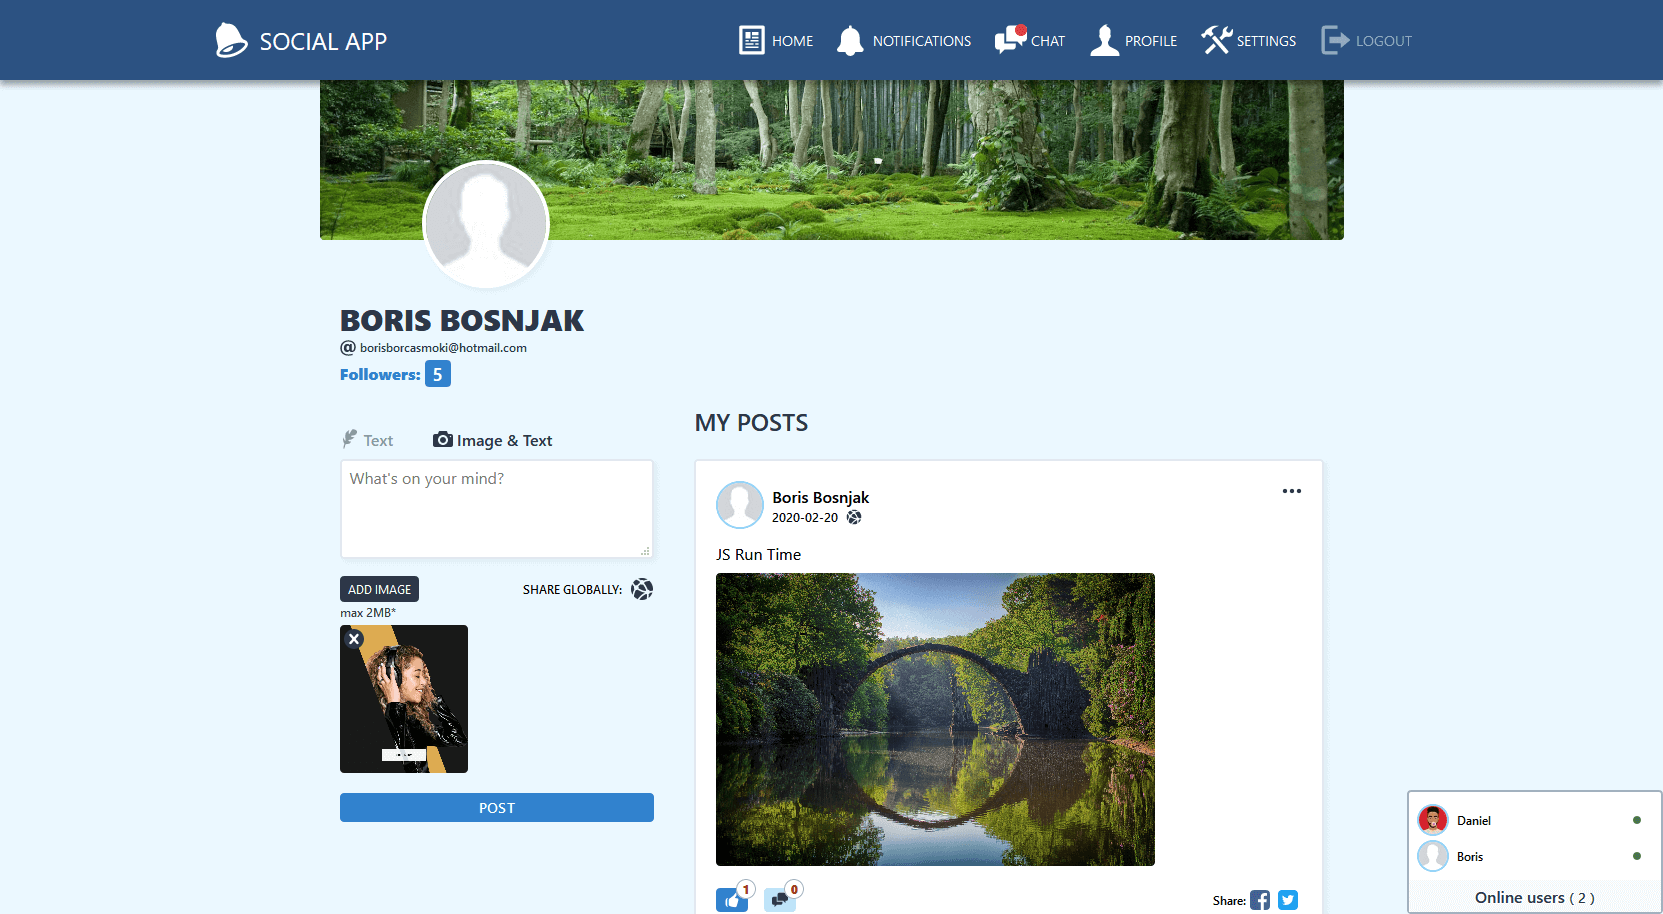 SOCIAL APP
HOME
NOTIFICATIONS
CHAT
PROFILE
SETTINGS
LOGOUT
BORIS BOSNJAK
@ borisborcasmoki@hotmail.com
Followers: 5
Text
Image & Text
What's on your mind?
ADD IMAGE
SHARE GLOBALLY:
max 2MB*
POST
MY POSTS
Boris Bosnjak
2020-02-20
JS Run Time
1
0
Share:
Daniel
Boris
Online users ( 2 )